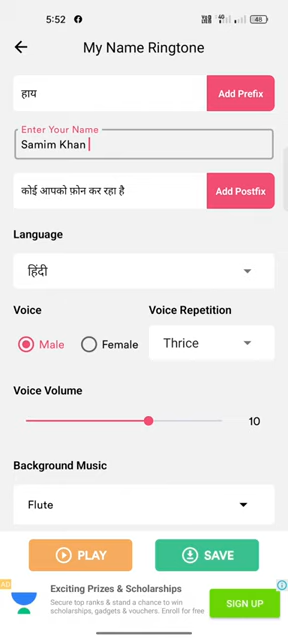 5:52
48
My Name Ringtone
हाय
Add Prefix
Enter Your Name
Samim Khan
कोई आपको फ़ोन कर रहा है
Add Postfix
Language
हिंदी
Voice
Voice Repetition
Male
Female
Thrice
Voice Volume
10
Background Music
Flute
PLAY
SAVE
AD
Exciting Prizes & Scholarships
Secure top ranks & stand a chance to win
scholarships, gadgets & vouchers. Enroll for free
SIGN UP